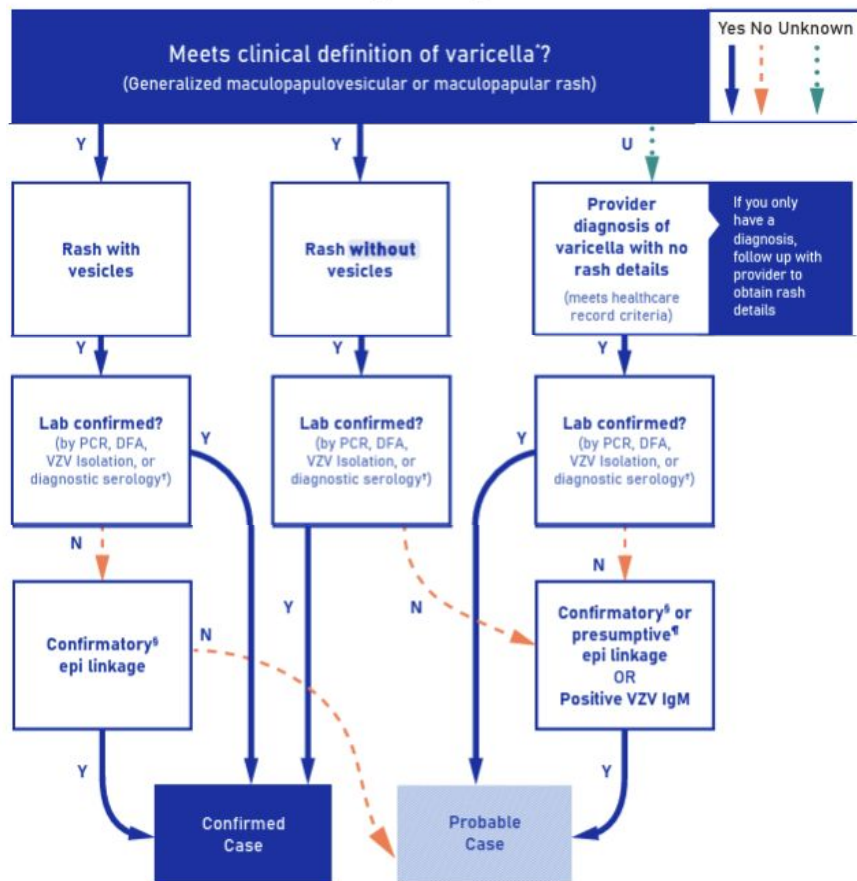 Meets clinical definition of varicella*?
(Generalized maculopapulovesicular or maculopapular rash)
Yes No Unknown
Y
Y
U
Rash with
vesicles
Rash without
vesicles
Provider
diagnosis of
varicella with no
rash details
(meets healthcare
record criteria)
If you only
have a
diagnosis,
follow up with
provider to
obtain rash
details
Y
Y
Y
Lab confirmed?
(by PCR, DFA,
VZV Isolation, or
diagnostic serology†)
Y
Lab confirmed?
(by PCR, DFA,
VZV Isolation, or
diagnostic serology†)
Y
Lab confirmed?
(by PCR, DFA,
VZV Isolation, or
diagnostic serology†)
N
N
Confirmatory§
epi linkage
N
Y
N
Confirmatory§ or
presumptive¶
epi linkage
OR
Positive VZV IgM
Y
Y
Confirmed
Case
Probable
Case